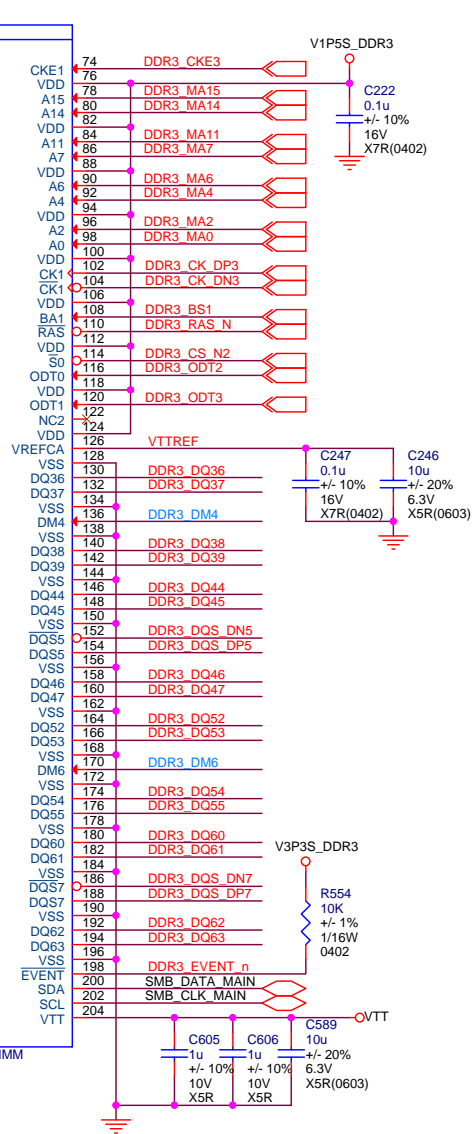 V1P5S_DDR3
CKE1 74 DDR3_CKE3
VDD 76
A15 78 DDR3_MA15
A14 80 DDR3_MA14
VDD 82
A11 84 DDR3_MA11
A7 86 DDR3_MA7
VDD 88
A6 90 DDR3_MA6
A4 92 DDR3_MA4
VDD 94
A2 96 DDR3_MA2
A0 98 DDR3_MA0
VDD 100
CK1 102 DDR3_CK_DP3
CK1 104 DDR3_CK_DN3
VDD 106
BA1 108 DDR3_BS1
RAS 110 DDR3_RAS_N
VDD 112
S0 114 DDR3_CS_N2
ODT0 116 DDR3_ODT2
VDD 118
ODT1 120 DDR3_ODT3
NC2 122
VDD 124
VREFCA 126 VTTREF
VSS 128
DQ36 130 DDR3_DQ36
DQ37 132 DDR3_DQ37
VSS 134
DM4 136 DDR3_DM4
VSS 138
DQ38 140 DDR3_DQ38
DQ39 142 DDR3_DQ39
VSS 144
DQ44 146 DDR3_DQ44
DQ45 148 DDR3_DQ45
VSS 150
DQS5 152 DDR3_DQS_DN5
DQS5 154 DDR3_DQS_DP5
VSS 156
DQ46 158 DDR3_DQ46
DQ47 160 DDR3_DQ47
VSS 162
DQ52 164 DDR3_DQ52
DQ53 166 DDR3_DQ53
VSS 168
DM6 170 DDR3_DM6
VSS 172
DQ54 174 DDR3_DQ54
DQ55 176 DDR3_DQ55
VSS 178
DQ60 180 DDR3_DQ60
DQ61 182 DDR3_DQ61
VSS 184
DQS7 186 DDR3_DQS_DN7
DQS7 188 DDR3_DQS_DP7
VSS 190
DQ62 192 DDR3_DQ62
DQ63 194 DDR3_DQ63
VSS 196
EVENT 198 DDR3_EVENT_n
SDA 200 SMB_DATA_MAIN
SCL 202 SMB_CLK_MAIN
VTT 204
C222
0.1u
+/- 10%
16V
X7R(0402)
C247
0.1u
+/- 10%
16V
X7R(0402)
C246
10u
+/- 20%
6.3V
X5R(0603)
V3P3S_DDR3
R554
10K
+/- 1%
1/16W
0402
VTT
C605
1u
+/- 10%
10V
X5R
C606
1u
+/- 10%
10V
X5R
C589
10u
+/- 20%
6.3V
X5R(0603)